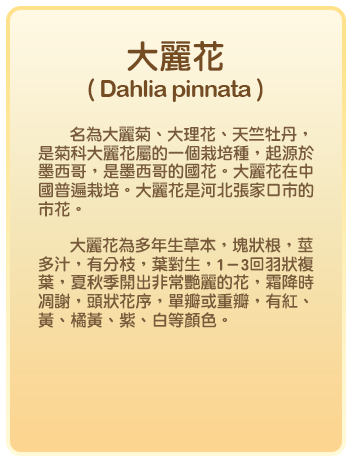 大麗花
( Dahlia pinnata )
名為大麗菊、大理花、天竺牡丹，
是菊科大麗花屬的一個栽培種，起源於
墨西哥，是墨西哥的國花。大麗花在中
國普遍栽培。大麗花是河北張家口市的
市花。
大麗花為多年生草本，塊狀根，莖
多汁，有分枝，葉對生，1－3回羽狀複
葉，夏秋季開出非常艷麗的花，霜降時
凋謝，頭狀花序，單瓣或重瓣，有紅、
黃、橘黃、紫、白等顏色。